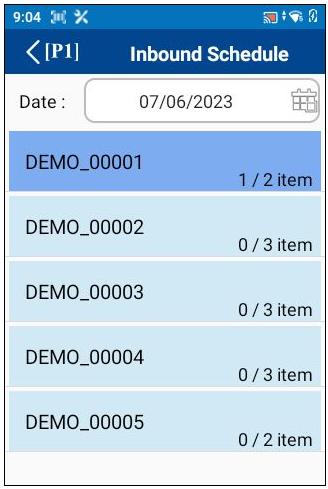 9:04
[P1] Inbound Schedule
Date : 07/06/2023
DEMO_00001
1 / 2 item
DEMO_00002
0 / 3 item
DEMO_00003
0 / 3 item
DEMO_00004
0 / 3 item
DEMO_00005
0 / 2 item